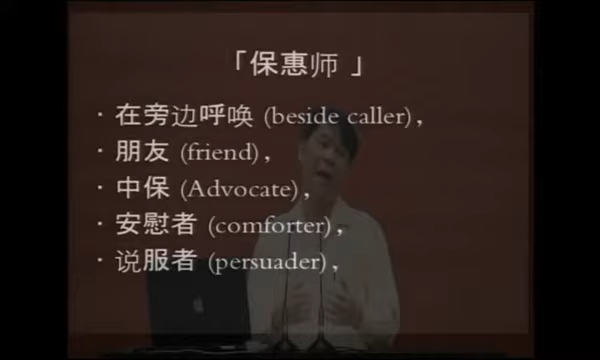 「保惠师 」
· 在旁边呼唤 (beside caller),
· 朋友 (friend),
· 中保 (Advocate),
· 安慰者 (comforter),
· 说服者 (persuader),